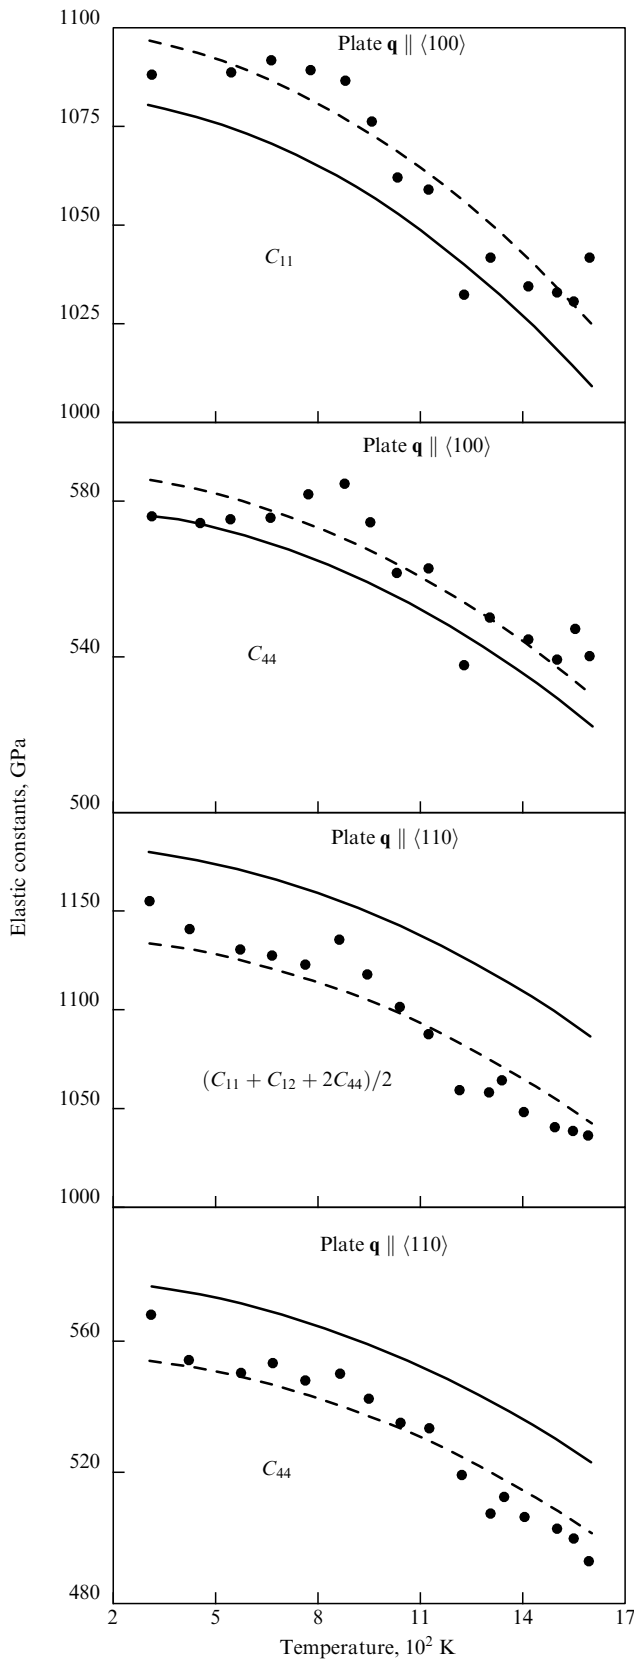 1100
Plate q ∥ ⟨100⟩
1075
1050
C₁₁
1025
1000
Plate q ∥ ⟨100⟩
580
540
C₄₄
500
Elastic constants, GPa
Plate q ∥ ⟨110⟩
1150
1100
(C₁₁ + C₁₂ + 2C₄₄)/2
1050
1000
Plate q ∥ ⟨110⟩
560
520
C₄₄
480
2 5 8 11 14 17
Temperature, 10² K